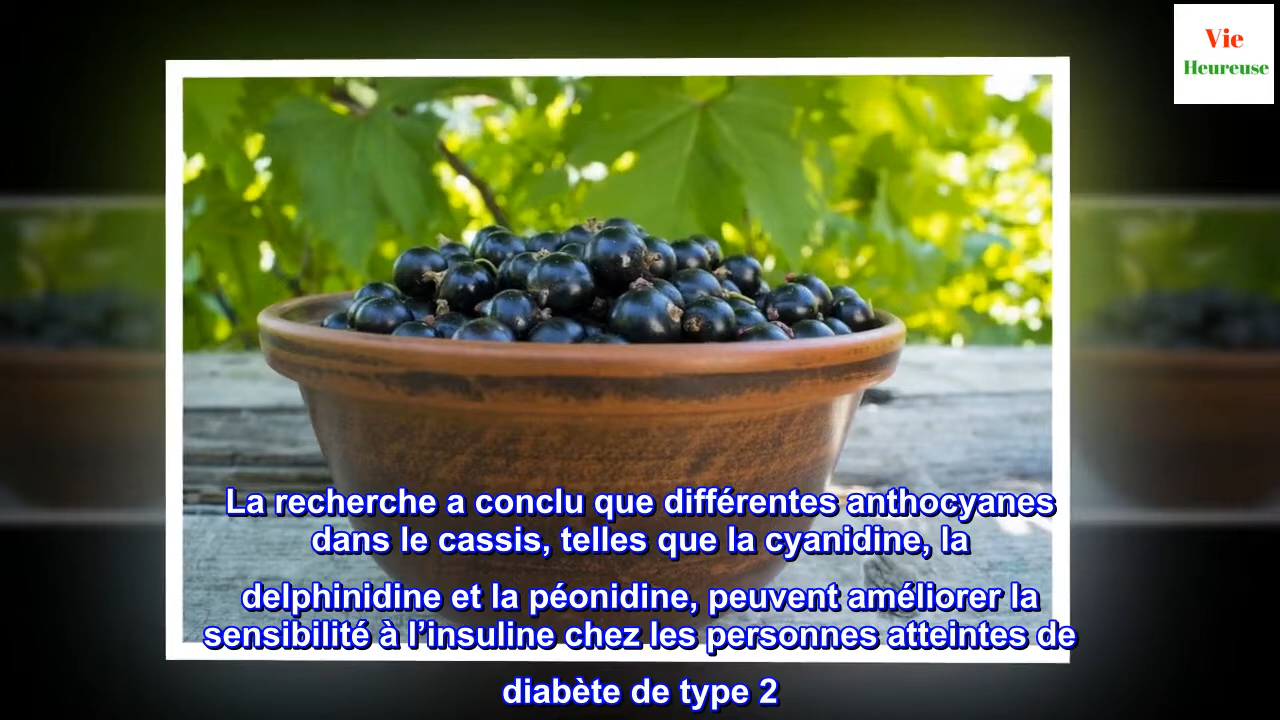 Vie
Heureuse
La recherche a conclu que différentes anthocyanes
dans le cassis, telles que la cyanidine, la
delphinidine et la péonidine, peuvent améliorer la
sensibilité à l’insuline chez les personnes atteintes de
diabète de type 2